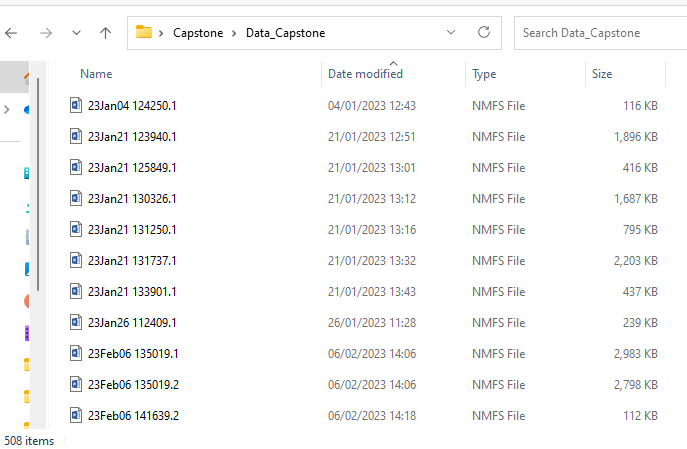 Capstone > Data_Capstone
Search Data_Capstone
Name Date modified Type Size
23Jan04 124250.1 04/01/2023 12:43 NMFS File 116 KB
23Jan21 123940.1 21/01/2023 12:51 NMFS File 1,896 KB
23Jan21 125849.1 21/01/2023 13:01 NMFS File 416 KB
23Jan21 130326.1 21/01/2023 13:12 NMFS File 1,687 KB
23Jan21 131250.1 21/01/2023 13:16 NMFS File 795 KB
23Jan21 131737.1 21/01/2023 13:32 NMFS File 2,203 KB
23Jan21 133901.1 21/01/2023 13:43 NMFS File 437 KB
23Jan26 112409.1 26/01/2023 11:28 NMFS File 239 KB
23Feb06 135019.1 06/02/2023 14:06 NMFS File 2,983 KB
23Feb06 135019.2 06/02/2023 14:06 NMFS File 2,798 KB
23Feb06 141639.2 06/02/2023 14:18 NMFS File 112 KB
508 items